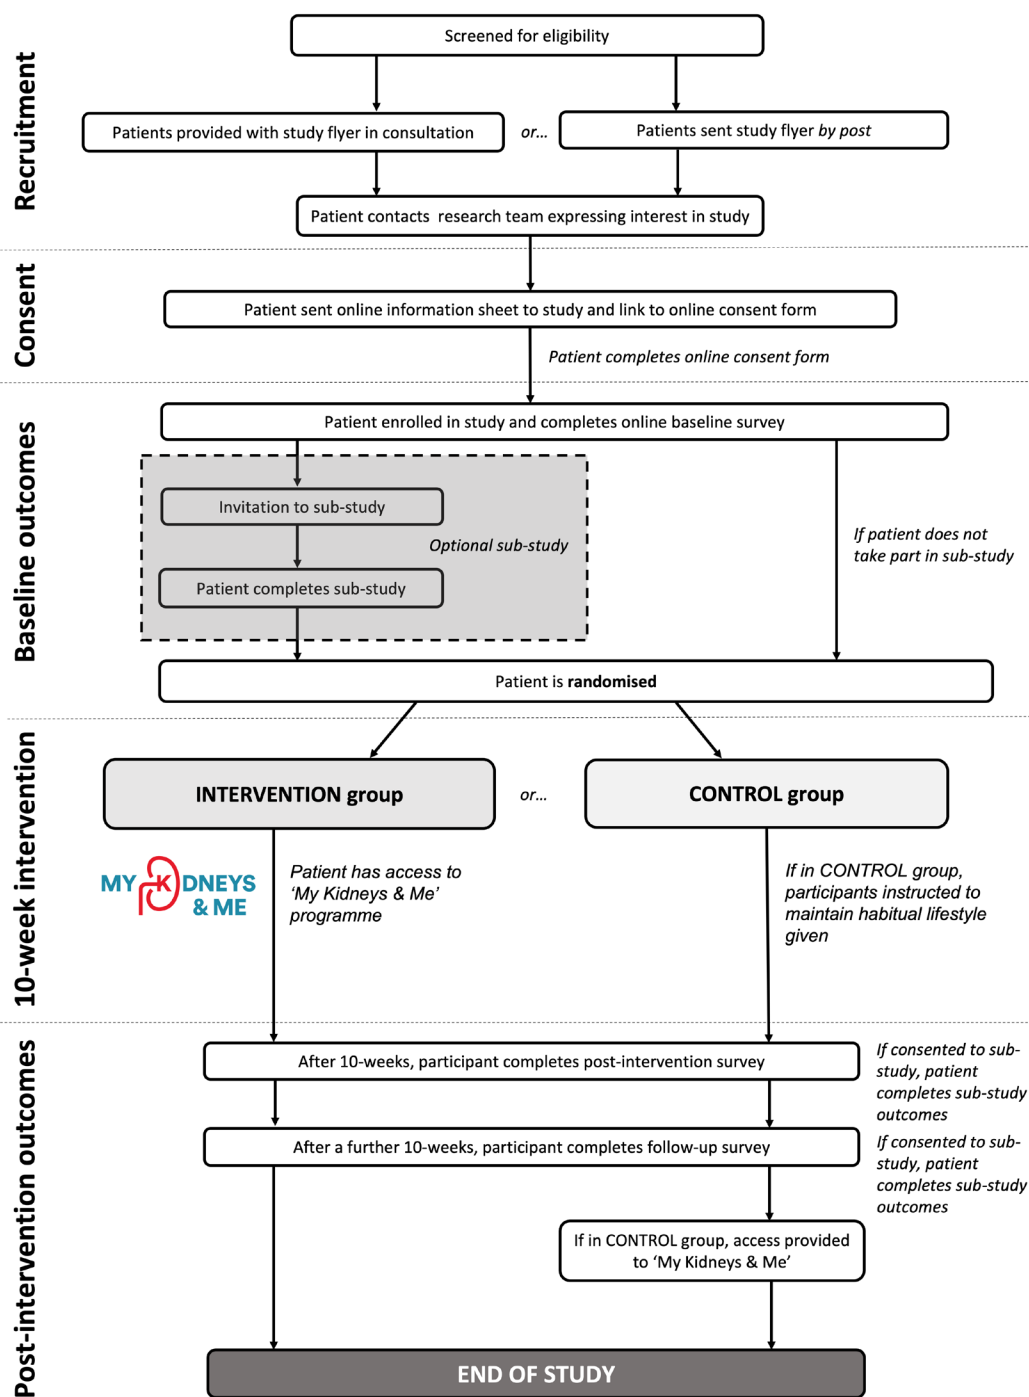 Recruitment
Screened for eligibility
Patients provided with study flyer in consultation
or...
Patients sent study flyer by post
Patient contacts research team expressing interest in study
Consent
Patient sent online information sheet to study and link to online consent form
Patient completes online consent form
Baseline outcomes
Patient enrolled in study and completes online baseline survey
Invitation to sub-study
Optional sub-study
Patient completes sub-study
If patient does not
take part in sub-study
Patient is randomised
10-week intervention
INTERVENTION group
or...
CONTROL group
MY KIDNEYS
& ME
Patient has access to
‘My Kidneys & Me’
programme
If in CONTROL group,
participants instructed to
maintain habitual lifestyle
given
Post-intervention outcomes
After 10-weeks, participant completes post-intervention survey
If consented to sub-
study, patient
completes sub-study
outcomes
After a further 10-weeks, participant completes follow-up survey
If consented to sub-
study, patient
completes sub-study
outcomes
If in CONTROL group, access provided
to ‘My Kidneys & Me’
END OF STUDY